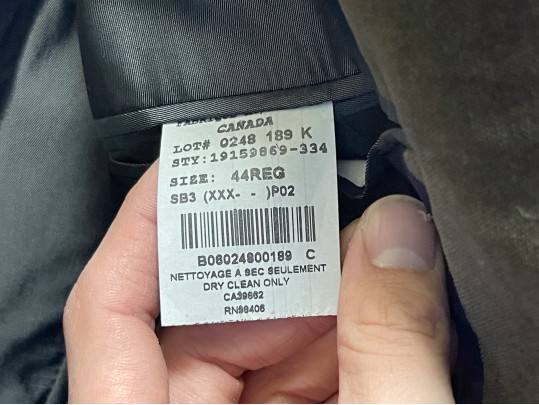 CANADA
LOT# 0248 189 K
STY:19159869-334
SIZE: 44REG
SB3 (XXX- - )P02
B06024800189 C
NETTOYAGE A SEC SEULEMENT
DRY CLEAN ONLY
CA39662
RN98406